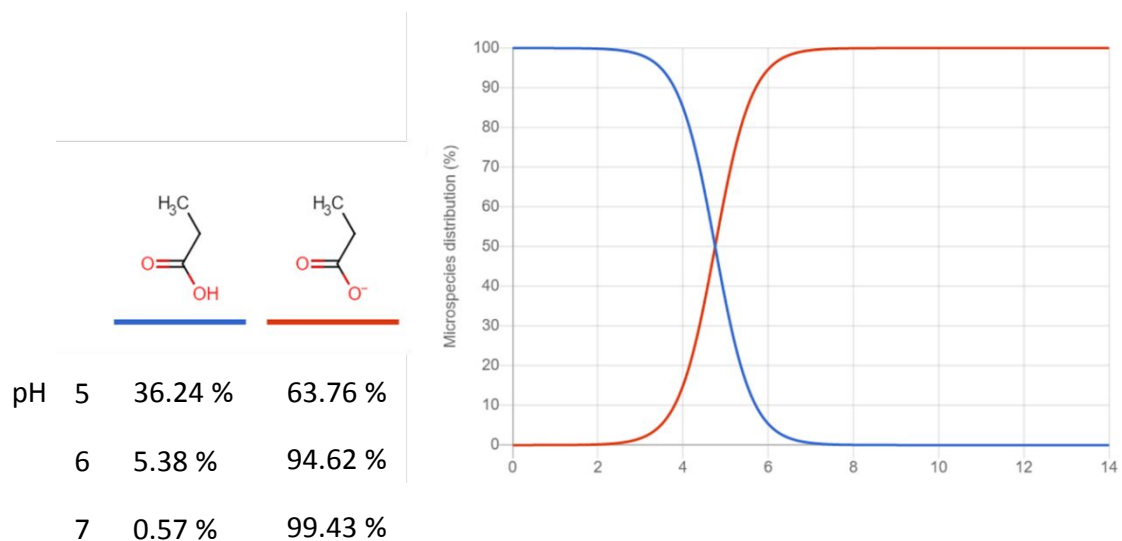 H₃C
O
OH
H₃C
O
O⁻
pH 5 36.24 % 63.76 %
6 5.38 % 94.62 %
7 0.57 % 99.43 %
Microspecies distribution (%)
100
90
80
70
60
50
40
30
20
10
0
0 2 4 6 8 10 12 14